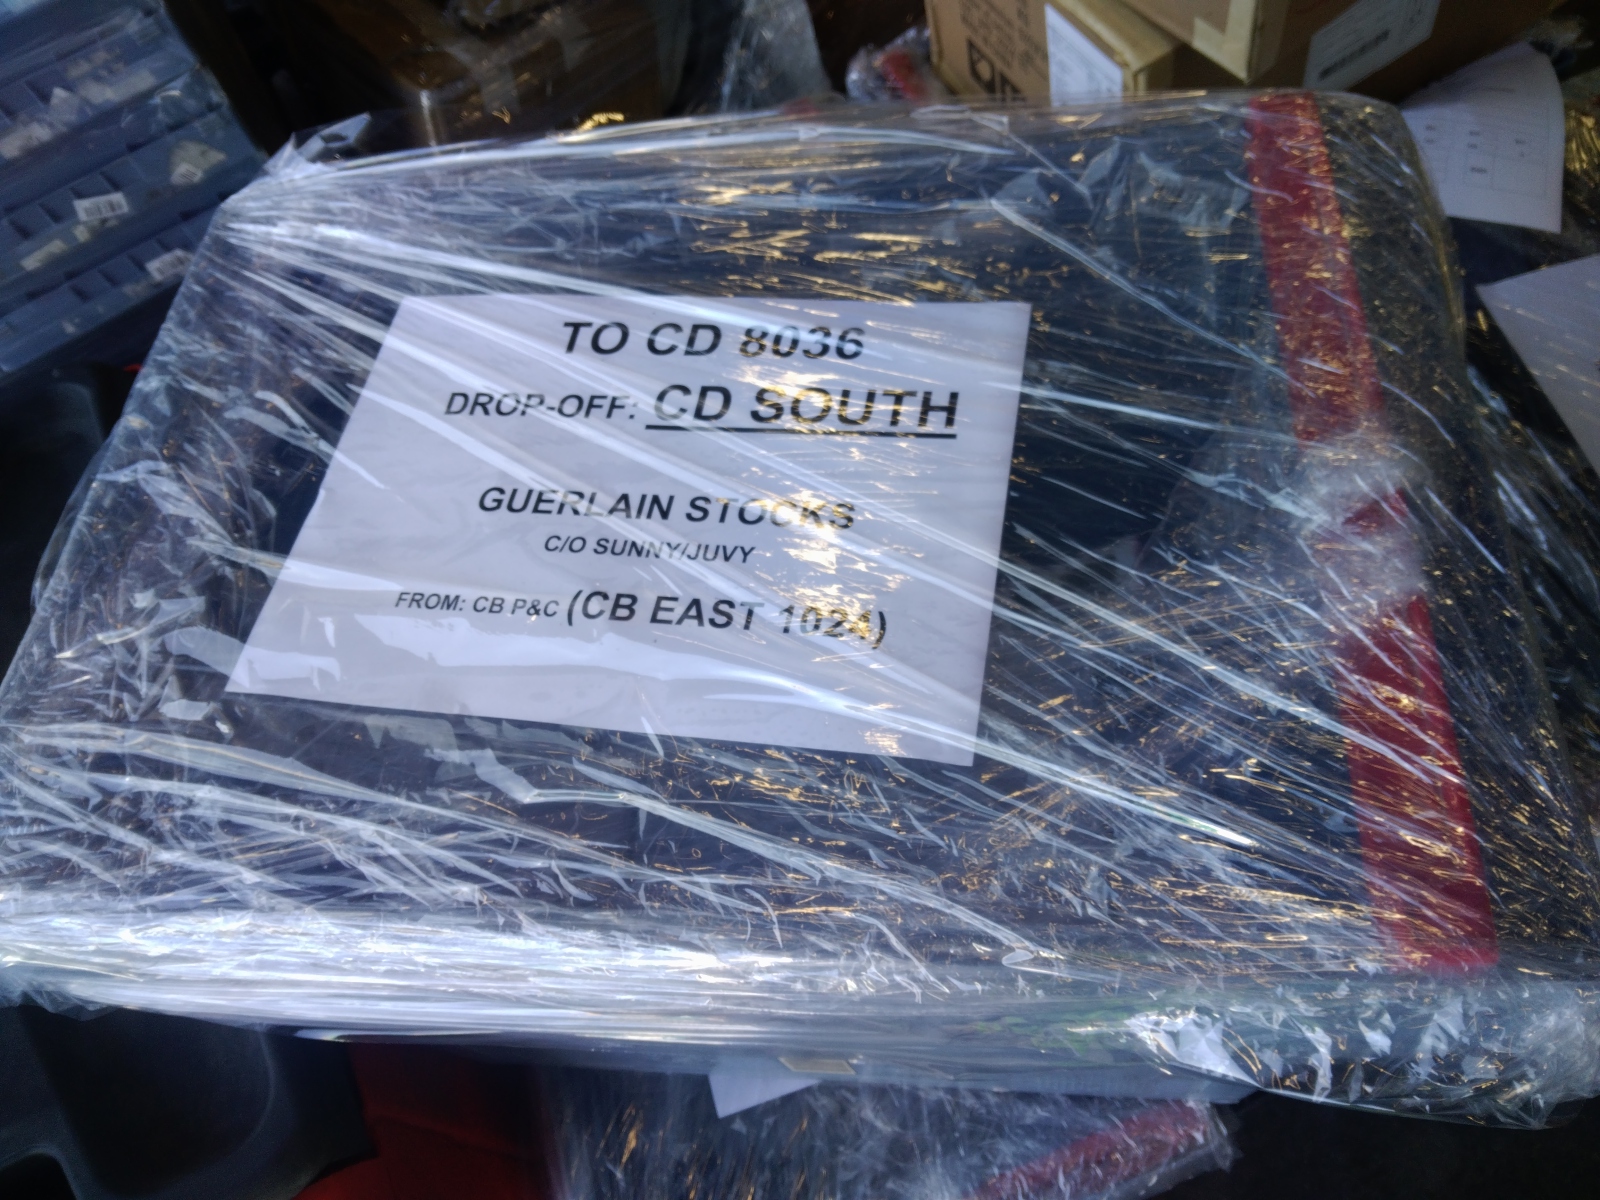 TO CD 8036
DROP-OFF: CD SOUTH
GUERLAIN STOCKS
C/O SUNNY/JUVY
FROM: CB P&C (CB EAST 1024)